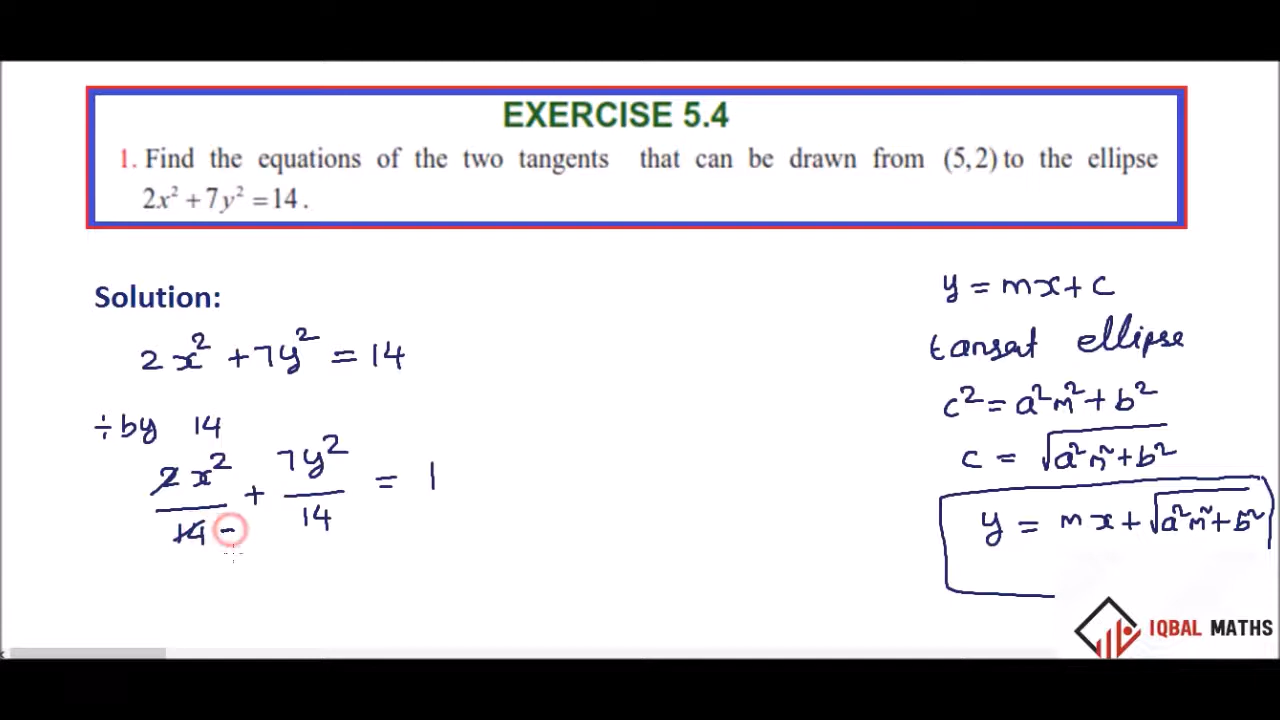 EXERCISE 5.4
1. Find the equations of the two tangents that can be drawn from (5,2) to the ellipse
2x² + 7y² = 14.
Solution:
2x² + 7y² = 14
÷ by 14
2x²/14 + 7y²/14 = 1
y = mx + c
tansat ellipse
c² = a²m² + b²
c = √a²m² + b²
y = mx + √a²m² + b²
IQBAL MATHS